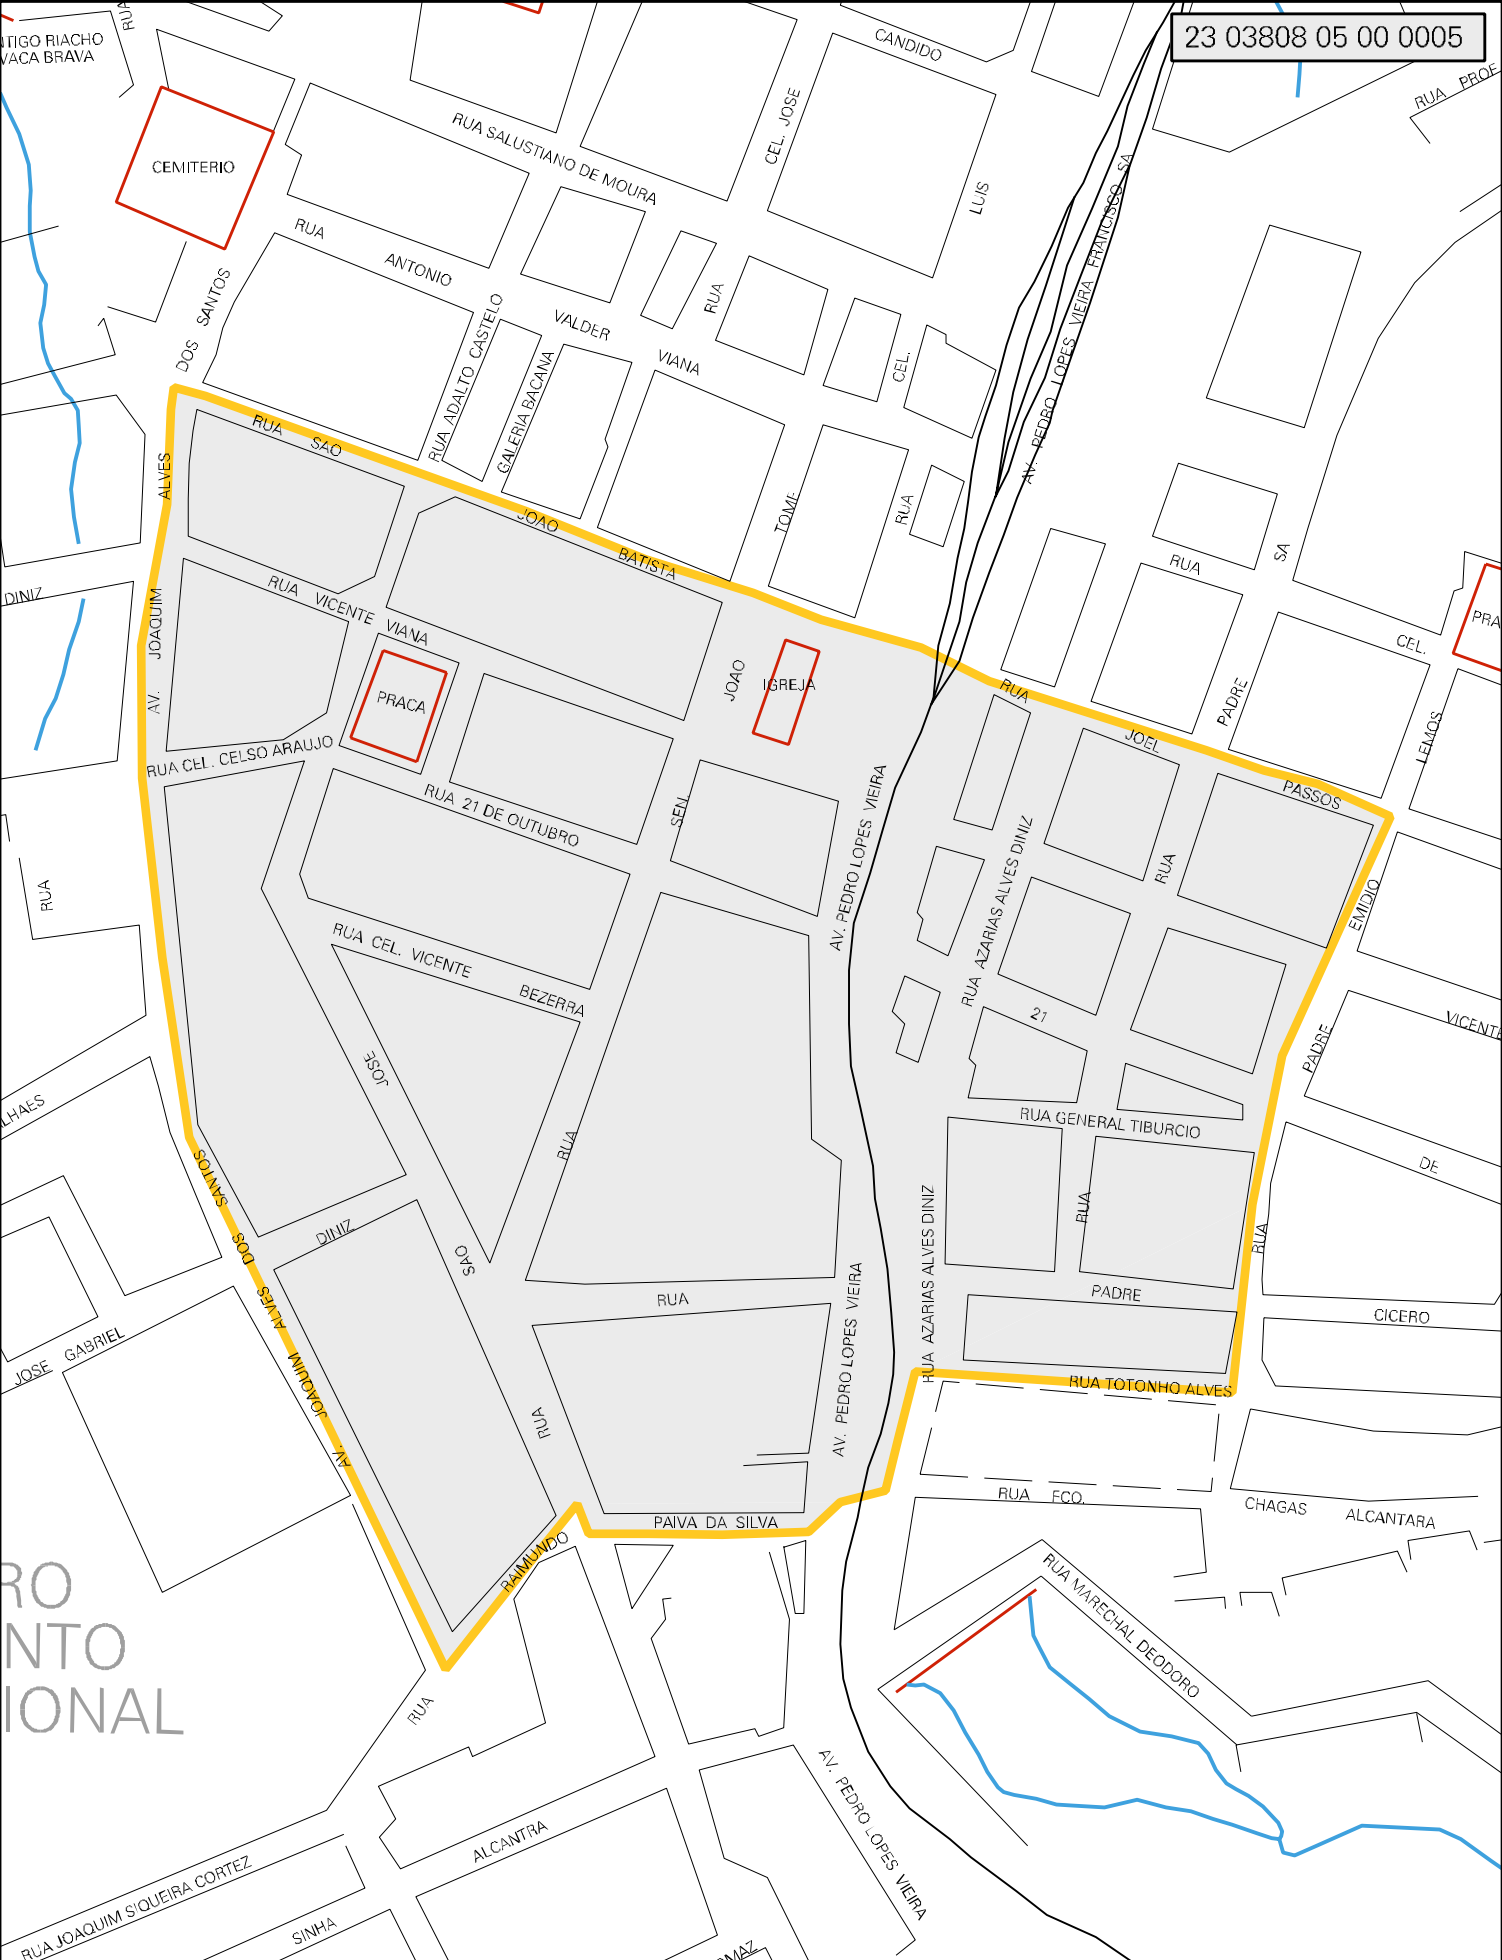 23 03808 05 00 0005
RUA
VACA BRAVA
CANDIDO
RUA PROF
CEMITERIO
RUA SALUSTIANO DE MOURA
CEL. JOSE
LUIS
RUA ANTONIO
VALDER VIANA
DOS SANTOS
RUA ADALTO CASTELO
GALERIA BACANA
RUA
CEL.
AV. PEDRO LOPES VIEIRA FRANCISCO SA
RUA SAO JOAO BATISTA
ALVES
TOME
RUA
RUA
SA
DINIZ
AV. JOAQUIM
RUA VICENTE VIANA
PRACA
JOAO
IGREJA
RUA JOEL PASSOS
PADRE
CEL.
LEMOS
PRA
RUA CEL. CELSO ARAUJO
RUA 21 DE OUTUBRO
SEN.
AV. PEDRO LOPES VIEIRA
RUA AZARIAS ALVES DINIZ
RUA
EMIDIO
RUA
RUA CEL. VICENTE BEZERRA
21
PADRE
VICENTE
JOSE
LHAES
RUA
RUA GENERAL TIBURCIO
DE
AV. JOAQUIM ALVES DOS SANTOS
DINIZ
SAO
RUA
RUA AZARIAS ALVES DINIZ
RUA
RUA
PADRE
CICERO
JOSE GABRIEL
AV. PEDRO LOPES VIEIRA
RUA TOTONHO ALVES
RUA
RUA FCO.
CHAGAS ALCANTARA
PAIVA DA SILVA
RAIMUNDO
RUA
RO
NTO
IONAL
RUA MARECHAL DEODORO
AV. PEDRO LOPES VIEIRA
ALCANTRA
RUA JOAQUIM SIQUEIRA CORTEZ
SINHA